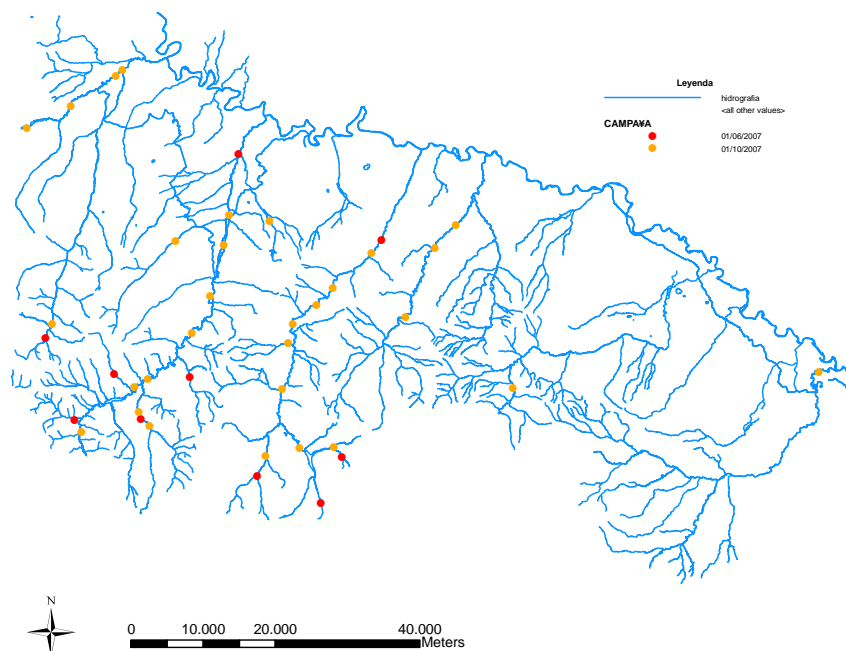 Leyenda
hidrografia
<all other values>
CAMPA¥A
01/06/2007
01/10/2007
N
0 10.000 20.000 40.000
Meters